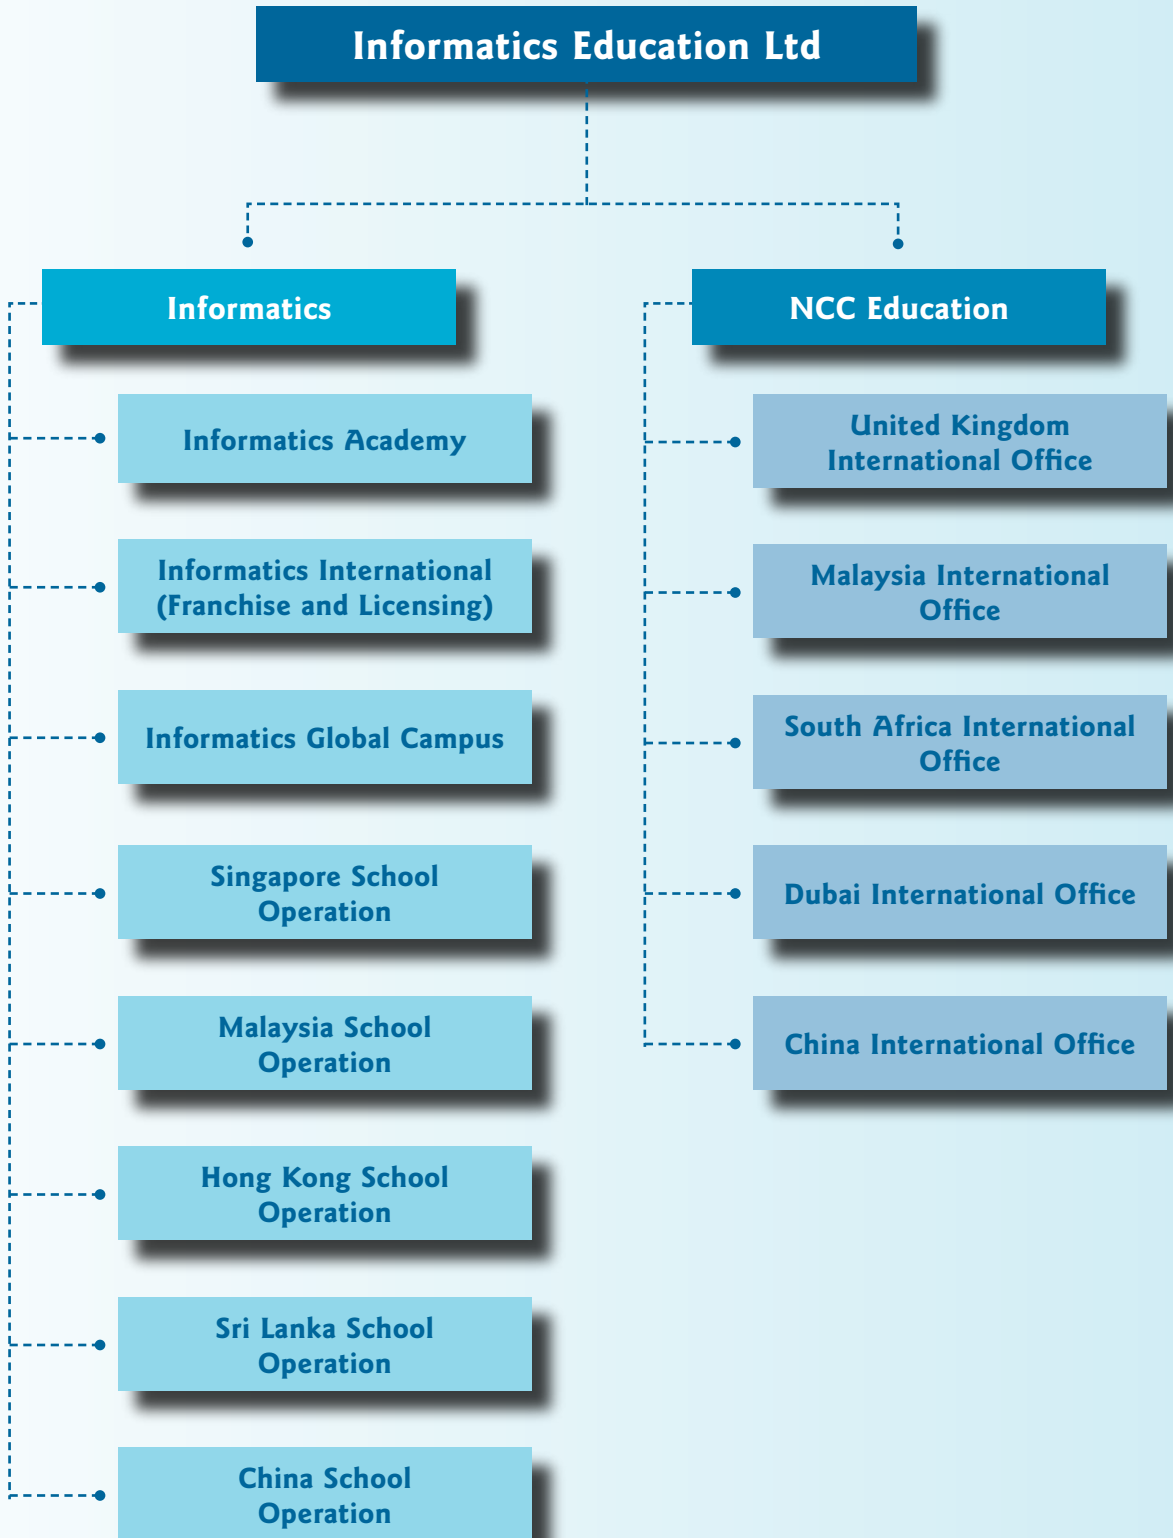 Informatics Education Ltd
Informatics
Informatics Academy
Informatics International
(Franchise and Licensing)
Informatics Global Campus
Singapore School
Operation
Malaysia School
Operation
Hong Kong School
Operation
Sri Lanka School
Operation
China School
Operation
NCC Education
United Kingdom
International Office
Malaysia International
Office
South Africa International
Office
Dubai International Office
China International Office